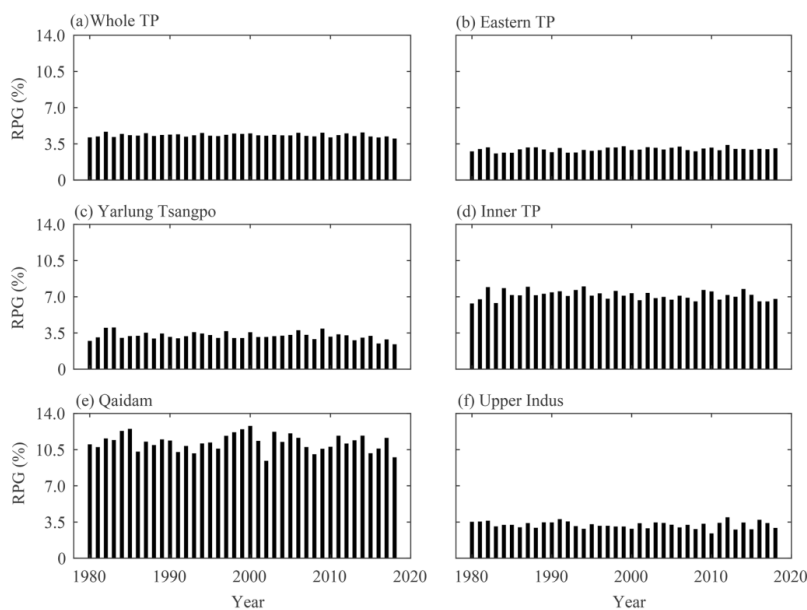 (a)Whole TP
(b) Eastern TP
14.0
10.5
7.0
3.5
0
RPG (%)
(c) Yarlung Tsangpo
(d) Inner TP
14.0
10.5
7.0
3.5
0
RPG (%)
(e) Qaidam
(f) Upper Indus
14.0
10.5
7.0
3.5
0
RPG (%)
1980 1990 2000 2010 2020
1980 1990 2000 2010 2020
Year
Year